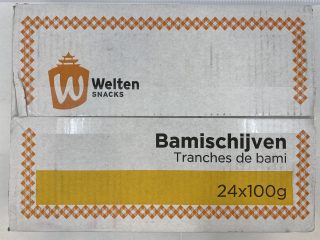 Welten
SNACKS
Bamischijven
Tranches de bami
24x100g